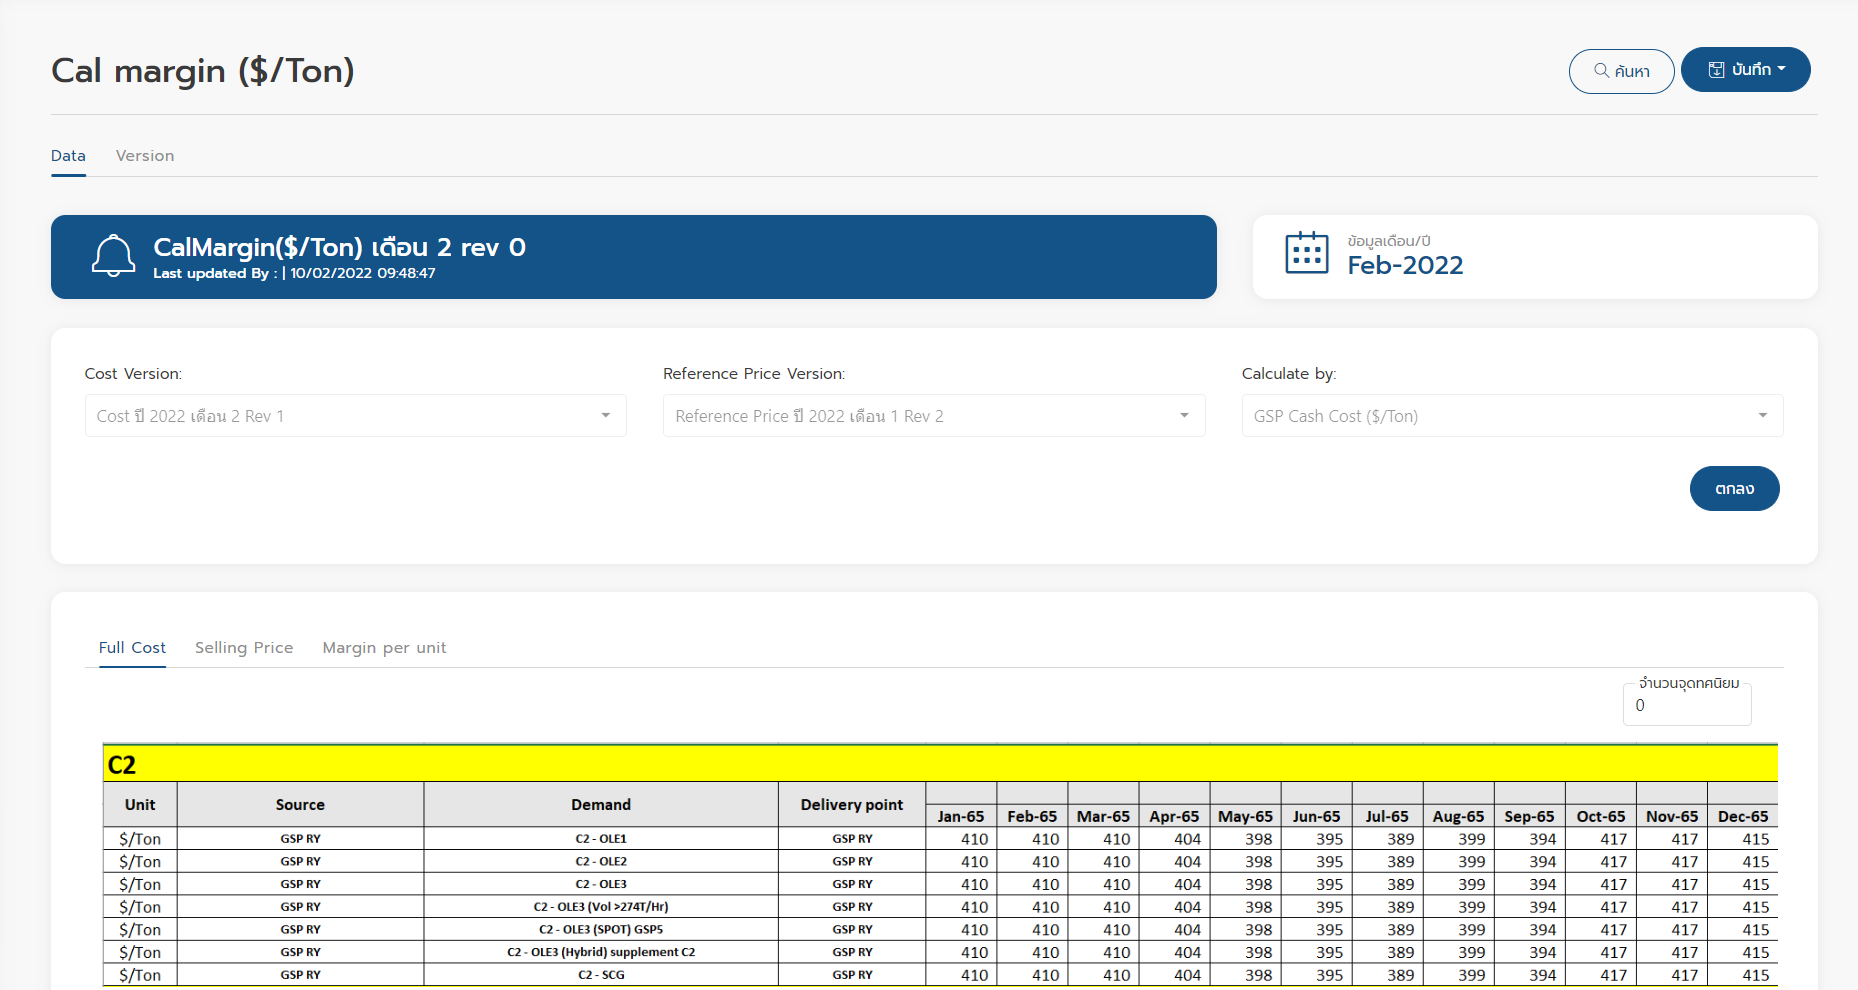 Cal margin ($/Ton)
ค้นหา
บันทึก
Data Version
CalMargin($/Ton) เดือน 2 rev 0
Last updated By : | 10/02/2022 09:48:47
ข้อมูลเดือน/ปี
Feb-2022
Cost Version: Reference Price Version: Calculate by:
Cost ปี 2022 เดือน 2 Rev 1 Reference Price ปี 2022 เดือน 1 Rev 2 GSP Cash Cost ($/Ton)
ตกลง
Full Cost Selling Price Margin per unit
จำนวนจุดทศนิยม
0
C2
Unit Source Demand Delivery point Jan-65 Feb-65 Mar-65 Apr-65 May-65 Jun-65 Jul-65 Aug-65 Sep-65 Oct-65 Nov-65 Dec-65
$/Ton GSP RY C2 - OLE1 GSP RY 410 410 410 404 398 395 389 399 394 417 417 415
$/Ton GSP RY C2 - OLE2 GSP RY 410 410 410 404 398 395 389 399 394 417 417 415
$/Ton GSP RY C2 - OLE3 GSP RY 410 410 410 404 398 395 389 399 394 417 417 415
$/Ton GSP RY C2 - OLE3 (Vol >274T/Hr) GSP RY 410 410 410 404 398 395 389 399 394 417 417 415
$/Ton GSP RY C2 - OLE3 (SPOT) GSP5 GSP RY 410 410 410 404 398 395 389 399 394 417 417 415
$/Ton GSP RY C2 - OLE3 (Hybrid) supplement C2 GSP RY 410 410 410 404 398 395 389 399 394 417 417 415
$/Ton GSP RY C2 - SCG GSP RY 410 410 410 404 398 395 389 399 394 417 417 415